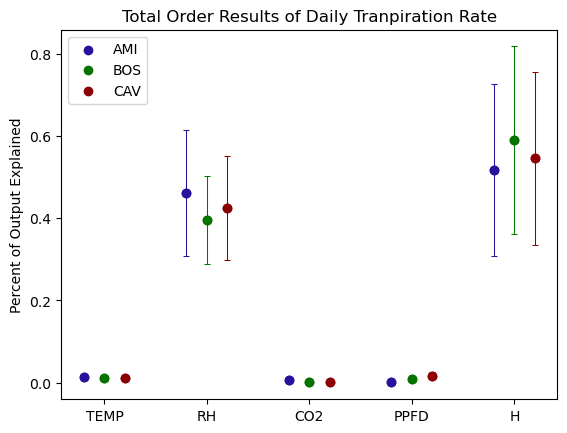 Total Order Results of Daily Tranpiration Rate
AMI
BOS
CAV
Percent of Output Explained
0.8
0.6
0.4
0.2
0.0
TEMP RH CO2 PPFD H